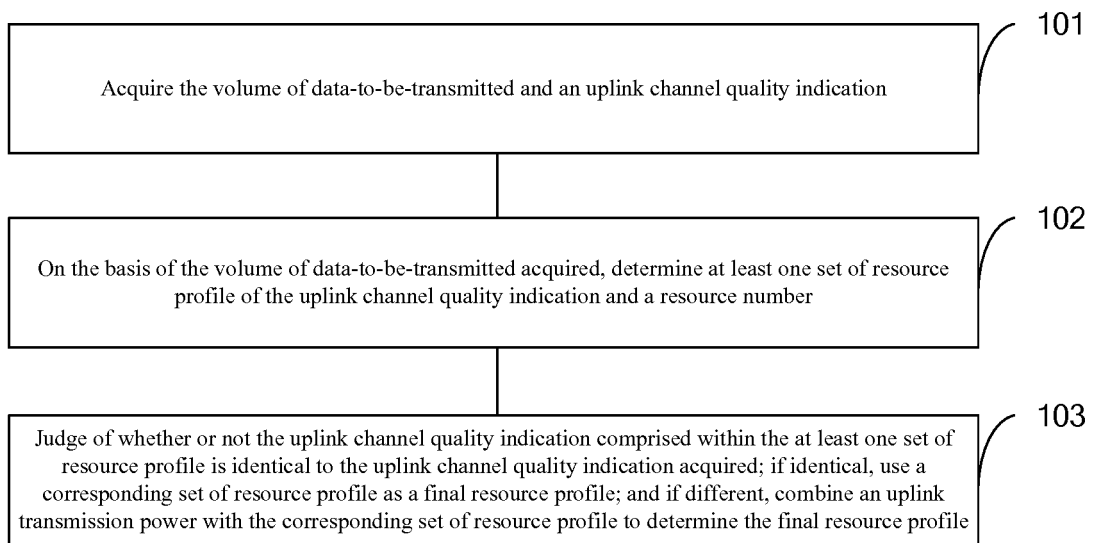 101
Acquire the volume of data-to-be-transmitted and an uplink channel quality indication
102
On the basis of the volume of data-to-be-transmitted acquired, determine at least one set of resource
profile of the uplink channel quality indication and a resource number
103
Judge of whether or not the uplink channel quality indication comprised within the at least one set of
resource profile is identical to the uplink channel quality indication acquired; if identical, use a
corresponding set of resource profile as a final resource profile; and if different, combine an uplink
transmission power with the corresponding set of resource profile to determine the final resource profile